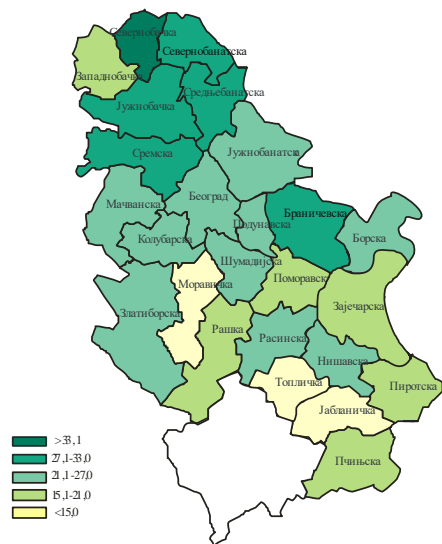 Севернобачка
Севернобанатска
Западнобачка
Средњебанатска
Јужнобачка
Сремска
Јужнобанатска
Београд
Мачванска
Браничевска
Подунавска
Борска
Колубарска
Шумадијска
Поморавска
Моравичка
Златиборска
Зајечарска
Рашка
Расинска
Нишавска
Топличка
Пиротска
Јабланичка
Пчињска
>33,1
27,1-33,0
21,1-27,0
15,1-21,0
<15,0